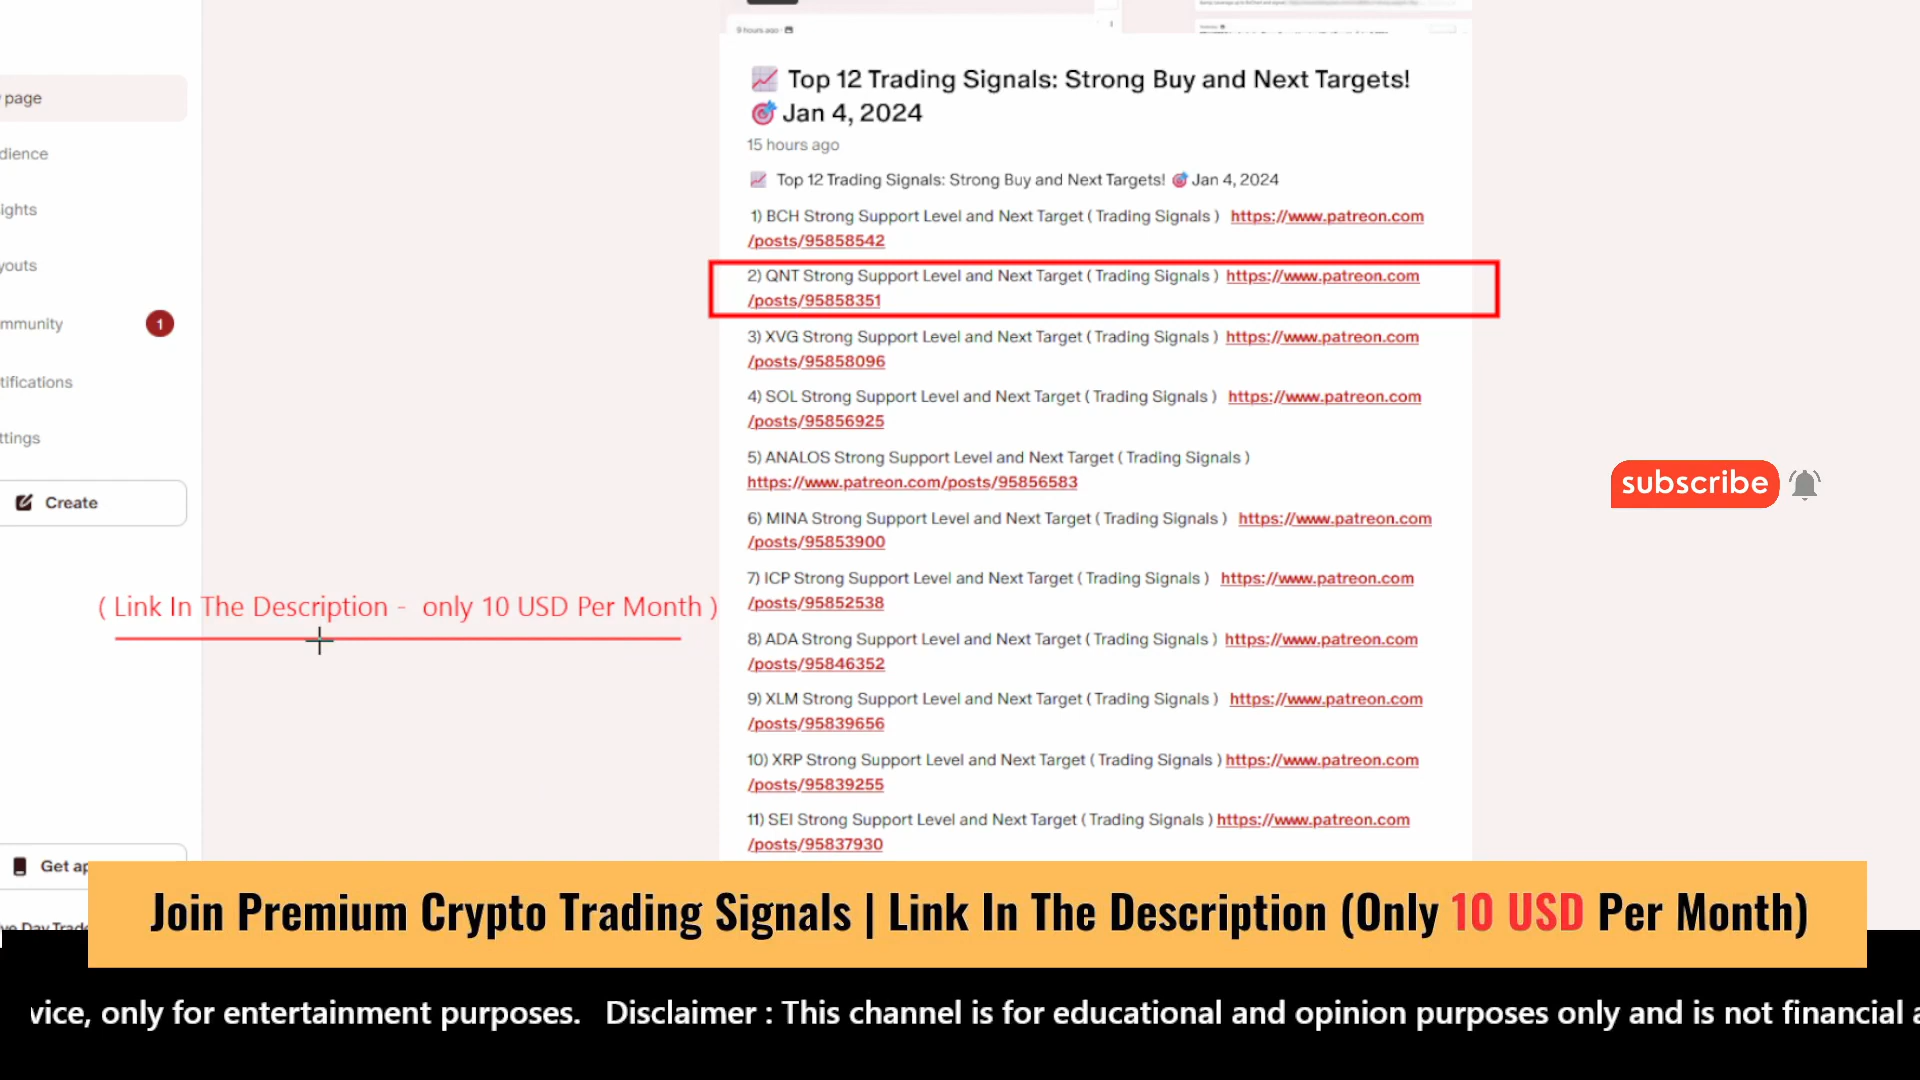 9 hours ago
📈 Top 12 Trading Signals: Strong Buy and Next Targets!
🎯 Jan 4, 2024
15 hours ago
📈 Top 12 Trading Signals: Strong Buy and Next Targets! 🎯 Jan 4, 2024
1) BCH Strong Support Level and Next Target ( Trading Signals ) https://www.patreon.com
/posts/95858542
2) QNT Strong Support Level and Next Target ( Trading Signals ) https://www.patreon.com
/posts/95858351
3) XVG Strong Support Level and Next Target ( Trading Signals ) https://www.patreon.com
/posts/95858096
4) SOL Strong Support Level and Next Target ( Trading Signals ) https://www.patreon.com
/posts/95856925
5) ANALOS Strong Support Level and Next Target ( Trading Signals )
https://www.patreon.com/posts/95856583
6) MINA Strong Support Level and Next Target ( Trading Signals ) https://www.patreon.com
/posts/95853900
7) ICP Strong Support Level and Next Target ( Trading Signals ) https://www.patreon.com
/posts/95852538
8) ADA Strong Support Level and Next Target ( Trading Signals ) https://www.patreon.com
/posts/95846352
9) XLM Strong Support Level and Next Target ( Trading Signals ) https://www.patreon.com
/posts/95839656
10) XRP Strong Support Level and Next Target ( Trading Signals ) https://www.patreon.com
/posts/95839255
11) SEI Strong Support Level and Next Target ( Trading Signals ) https://www.patreon.com
/posts/95837930
page
dience
ights
youts
mmunity 1
tifications
ttings
Create
( Link In The Description - only 10 USD Per Month )
subscribe
Get ap
ve Day Trade
Join Premium Crypto Trading Signals | Link In The Description (Only 10 USD Per Month)
vice, only for entertainment purposes. Disclaimer : This channel is for educational and opinion purposes only and is not financial a